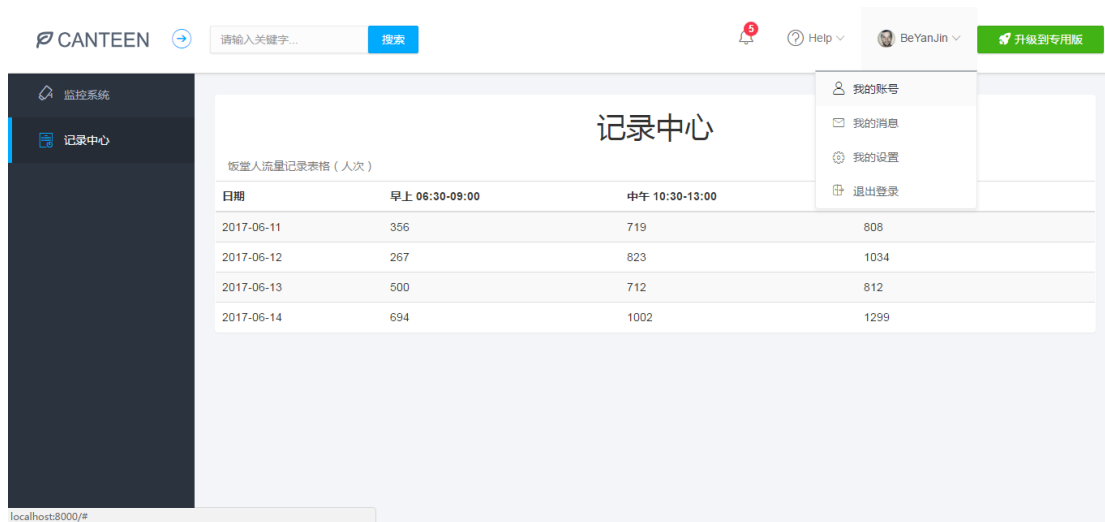 CANTEEN
请输入关键字...
搜索
5
Help
BeYanJin
升级到专用版
监控系统
记录中心
我的账号
我的消息
我的设置
退出登录
记录中心
饭堂人流量记录表格（人次）
日期 早上 06:30-09:00 中午 10:30-13:00
2017-06-11 356 719 808
2017-06-12 267 823 1034
2017-06-13 500 712 812
2017-06-14 694 1002 1299
localhost:8000/#